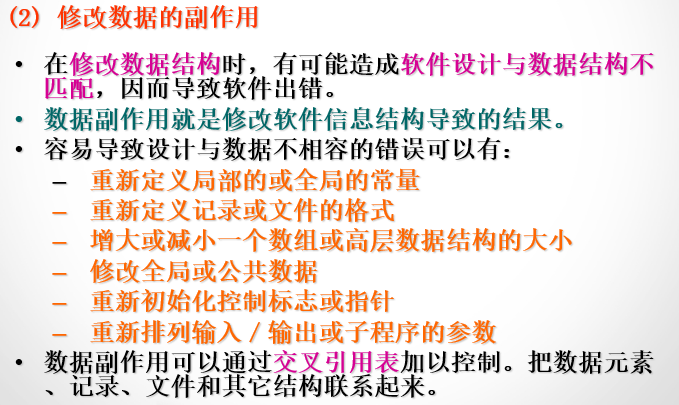 (2) 修改数据的副作用
• 在修改数据结构时，有可能造成软件设计与数据结构不
匹配，因而导致软件出错。
• 数据副作用就是修改软件信息结构导致的结果。
• 容易导致设计与数据不相容的错误可以有：
– 重新定义局部的或全局的常量
– 重新定义记录或文件的格式
– 增大或减小一个数组或高层数据结构的大小
– 修改全局或公共数据
– 重新初始化控制标志或指针
– 重新排列输入／输出或子程序的参数
• 数据副作用可以通过交叉引用表加以控制。把数据元素
、记录、文件和其它结构联系起来。